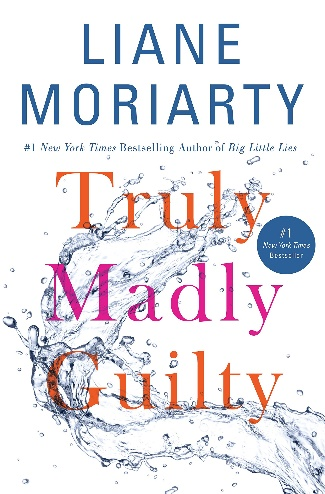 LIANE
MORIARTY
#1 New York Times Bestselling Author of Big Little Lies
Truly
#1
New York Times
Bestseller
Madly
Guilty